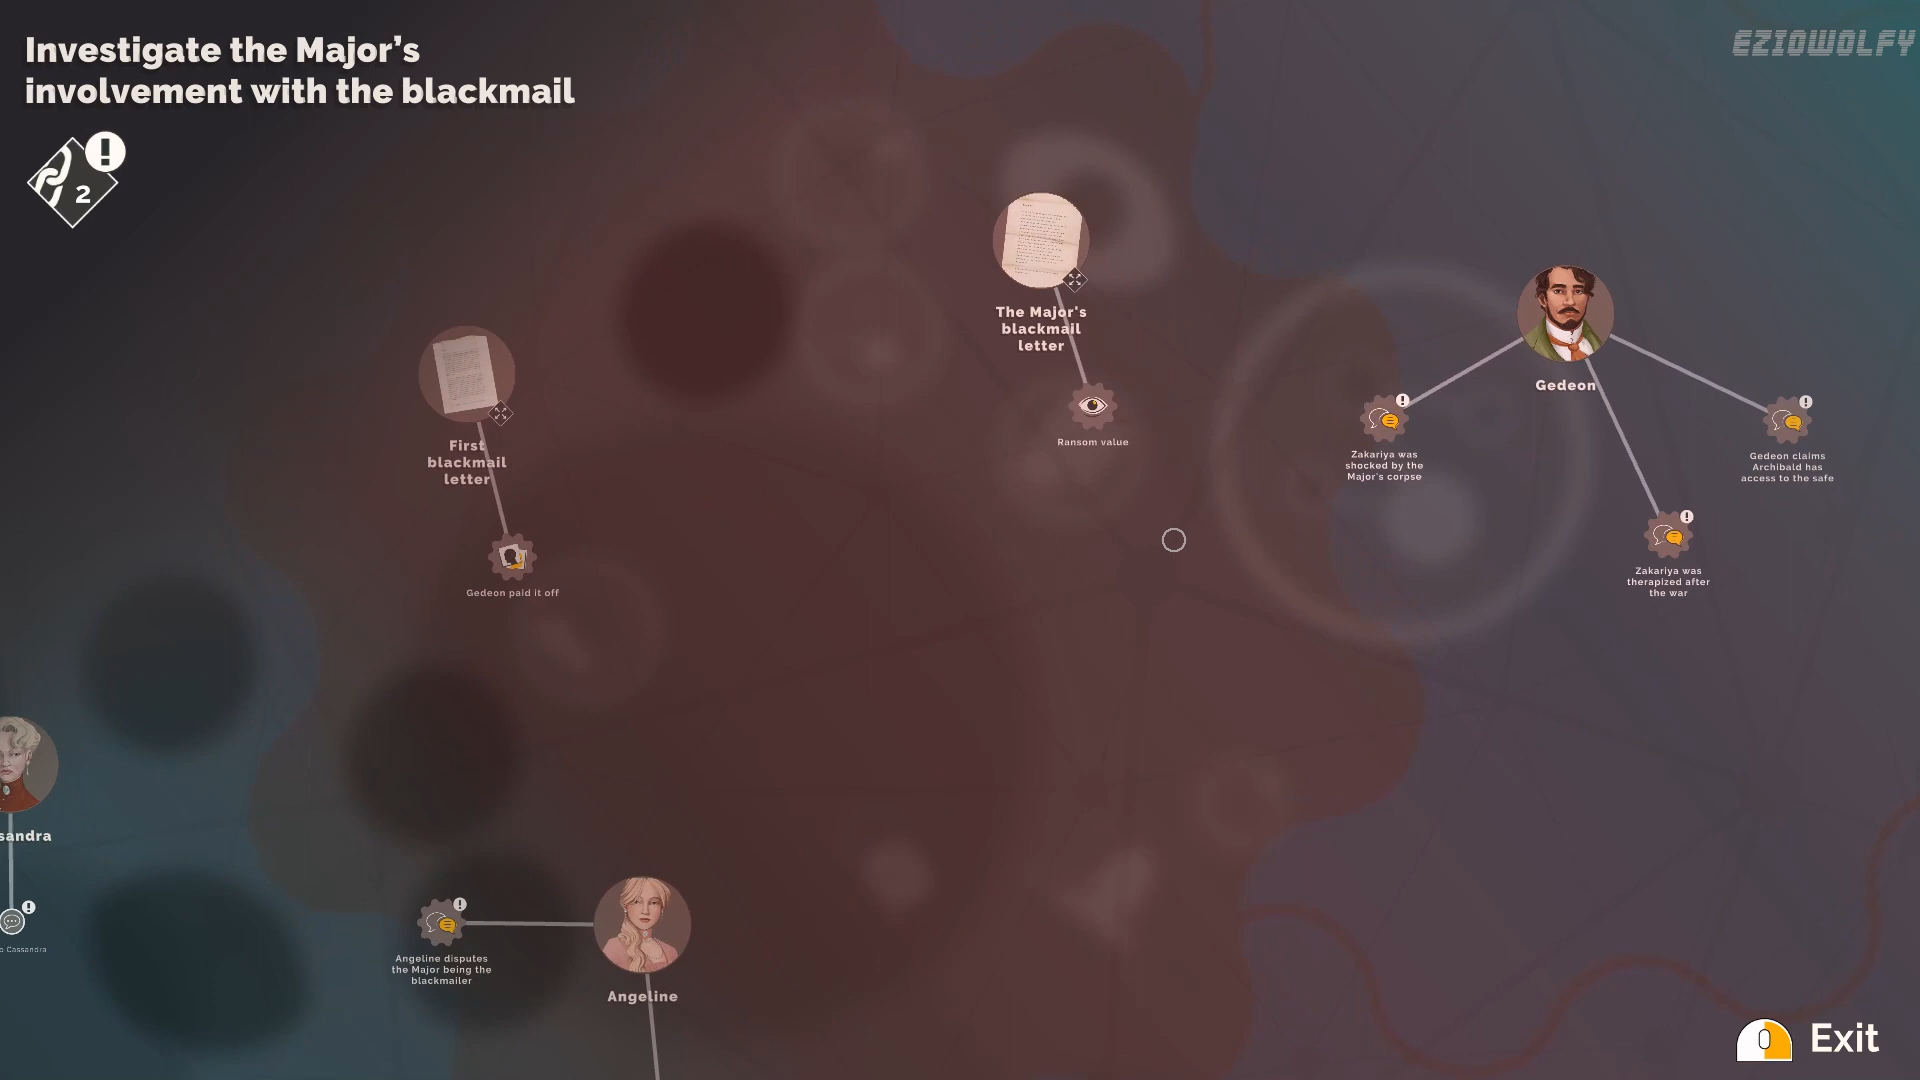 Investigate the Major's
involvement with the blackmail
EZIOWOLFY
2
The Major's
blackmail
letter
Ransom value
Gedeon
Zakariya was
shocked by the
Major's corpse
Gedeon claims
Archibald has
access to the safe
Zakariya was
therapized after
the war
First
blackmail
letter
Gedeon paid it off
sandra
o Cassandra
Angeline disputes
the Major being the
blackmailer
Angeline
Exit